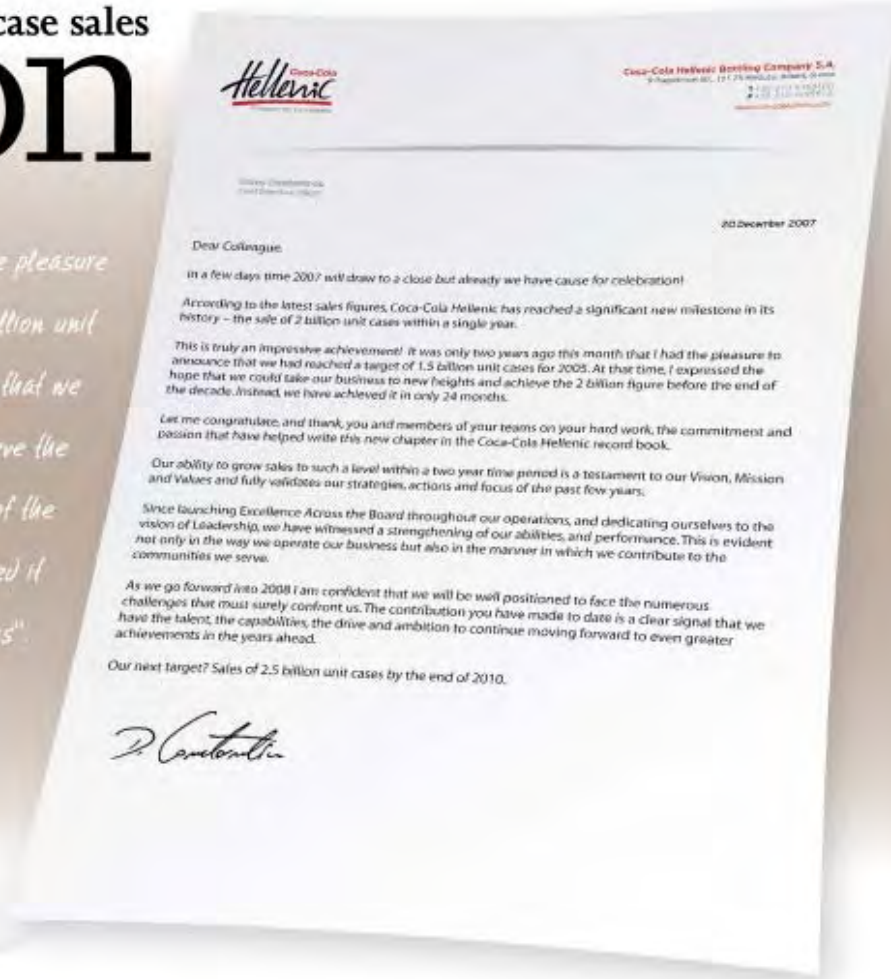 case sales
on
e pleasure
illion unit
that we
eve the
of the
ed it
s".
Coca-Cola
Hellenic
Coca-Cola Hellenic Bottling Company S.A.
20 December 2007
Dear Colleague
In a few days time 2007 will draw to a close but already we have cause for celebration!
According to the latest sales figures, Coca-Cola Hellenic has reached a significant new milestone in its
history – the sale of 2 billion unit cases within a single year.
This is truly an impressive achievement! It was only two years ago this month that I had the pleasure to
announce that we had reached a target of 1.5 billion unit cases for 2005. At that time, I expressed the
hope that we could take our business to new heights and achieve the 2 billion figure before the end of
the decade. Instead, we have achieved it in only 24 months.
Let me congratulate, and thank, you and members of your teams on your hard work, the commitment and
passion that have helped write this new chapter in the Coca-Cola Hellenic record book.
Our ability to grow sales to such a level within a two year time period is a testament to our Vision, Mission
and Values and fully validates our strategies, actions and focus of the past few years.
Since launching Excellence Across the Board throughout our operations, and dedicating ourselves to the
vision of Leadership, we have witnessed a strengthening of our abilities, and performance. This is evident
not only in the way we operate our business but also in the manner in which we contribute to the
communities we serve.
As we go forward into 2008 I am confident that we will be well positioned to face the numerous
challenges that must surely confront us. The contribution you have made to date is a clear signal that we
have the talent, the capabilities, the drive and ambition to continue moving forward to even greater
achievements in the years ahead.
Our next target? Sales of 2.5 billion unit cases by the end of 2010.